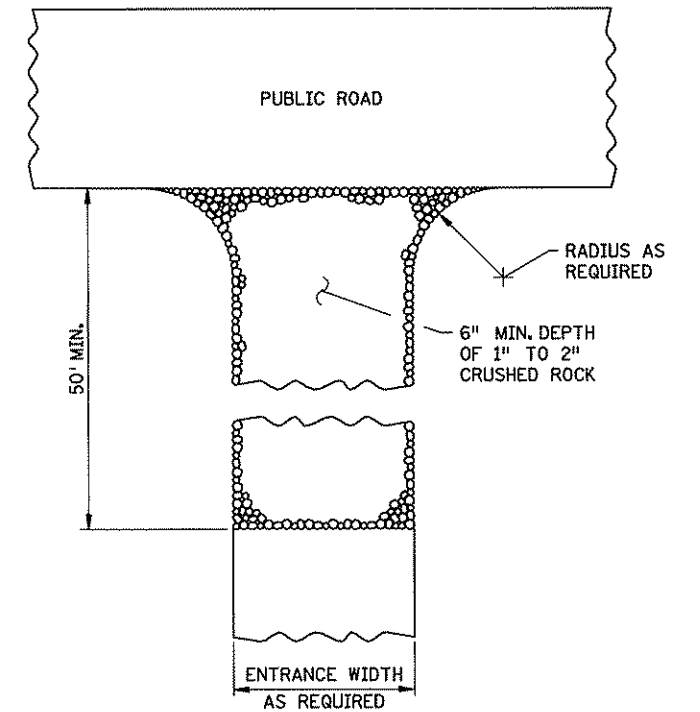 PUBLIC ROAD
RADIUS AS
REQUIRED
6" MIN. DEPTH
OF 1" TO 2"
CRUSHED ROCK
50' MIN.
ENTRANCE WIDTH
AS REQUIRED